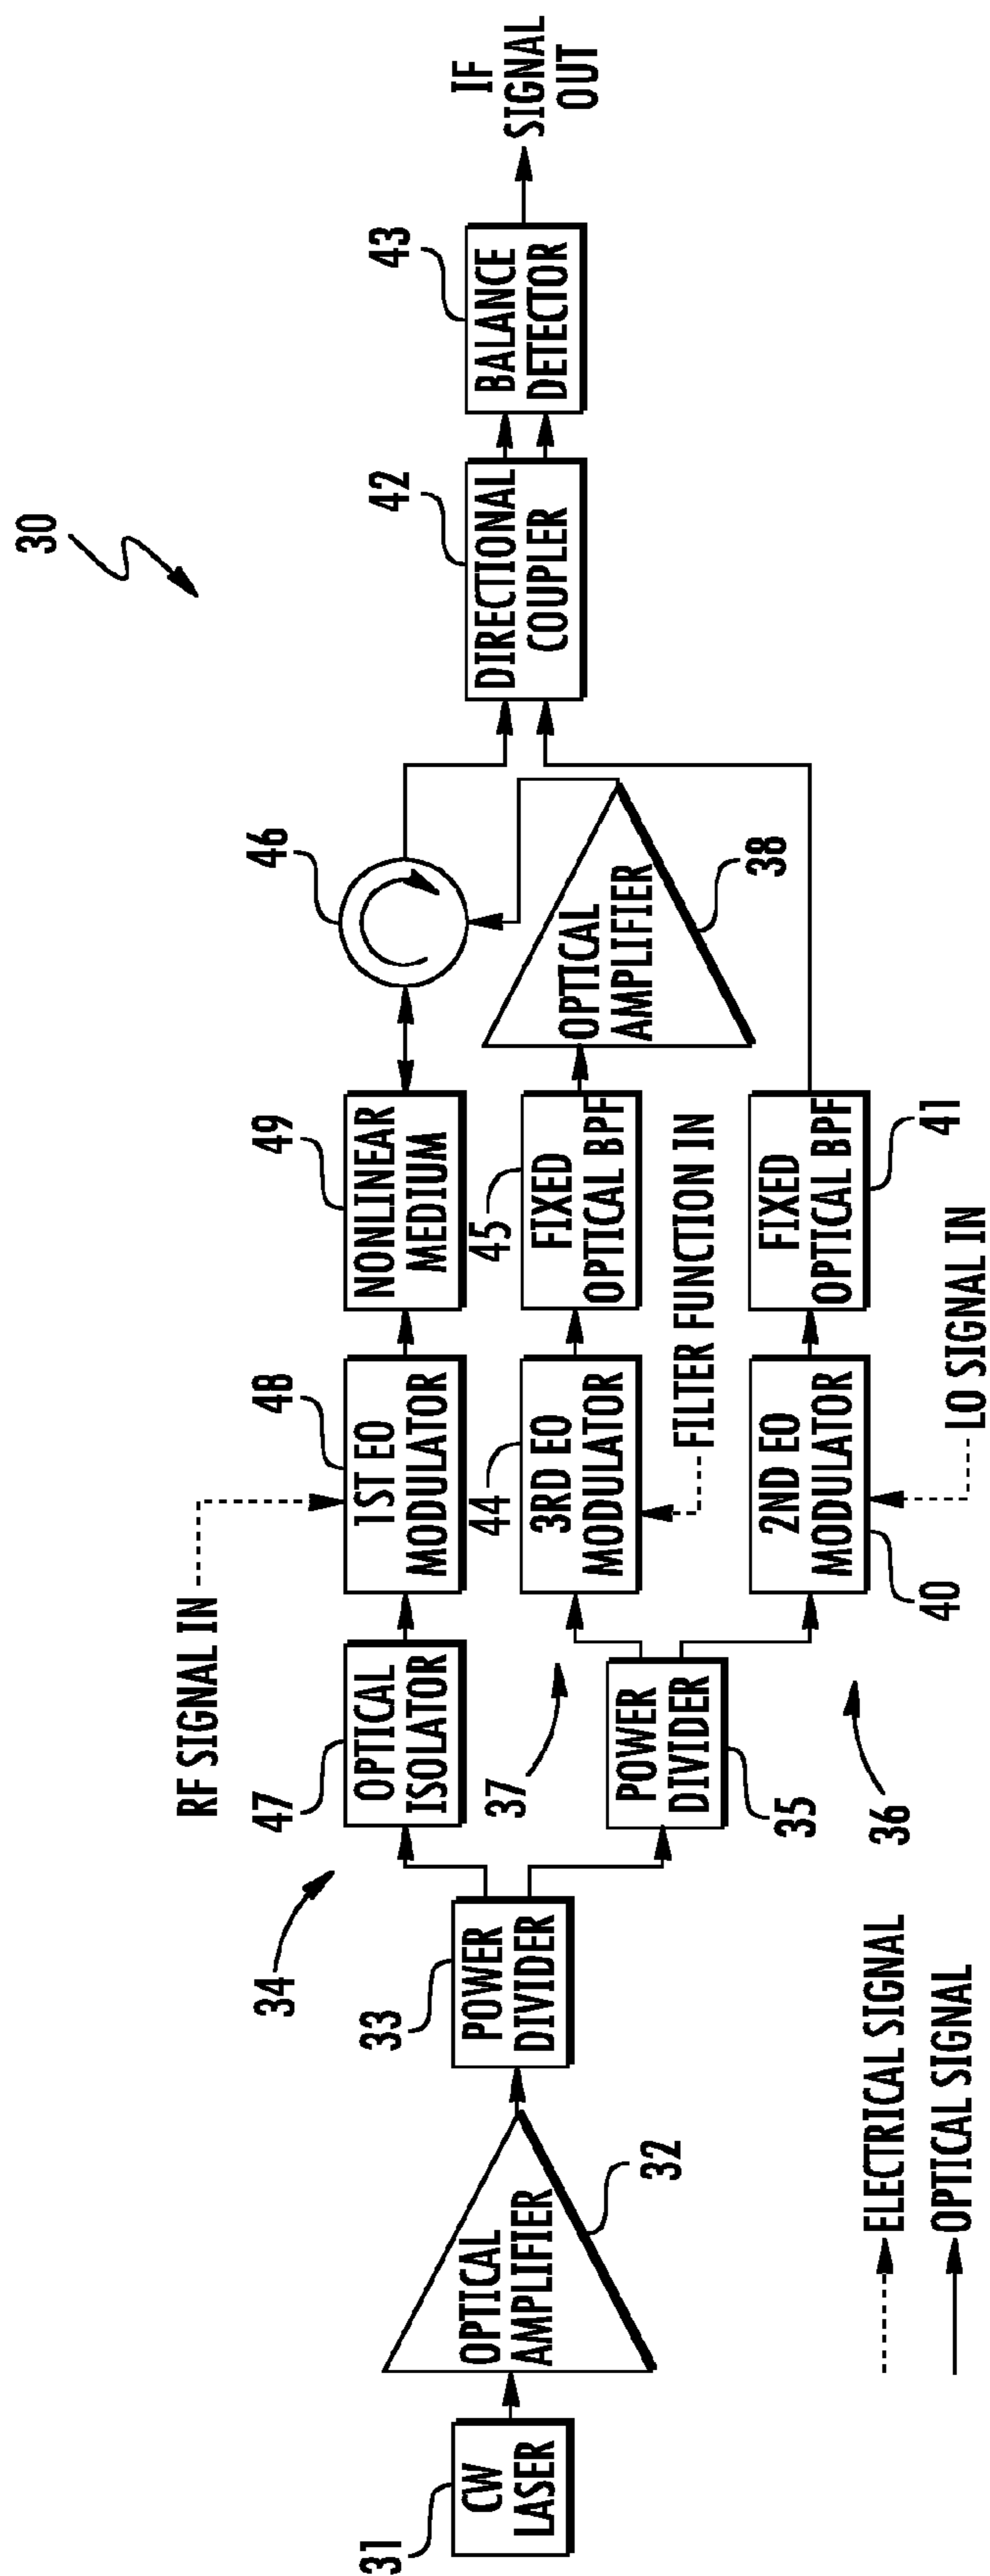 30
RF SIGNAL IN
34
47
OPTICAL
ISOLATOR
48
1ST EO
MODULATOR
49
NONLINEAR
MEDIUM
46
42
DIRECTIONAL
COUPLER
43
BALANCE
DETECTOR
IF
SIGNAL
OUT
31
CW
LASER
OPTICAL
AMPLIFIER
32
33
POWER
DIVIDER
37
44
3RD EO
MODULATOR
45
FIXED
OPTICAL BPF
OPTICAL
AMPLIFIER
38
FILTER FUNCTION IN
POWER
DIVIDER
35
36
2ND EO
MODULATOR
40
FIXED
OPTICAL BPF
41
LO SIGNAL IN
ELECTRICAL SIGNAL
OPTICAL SIGNAL